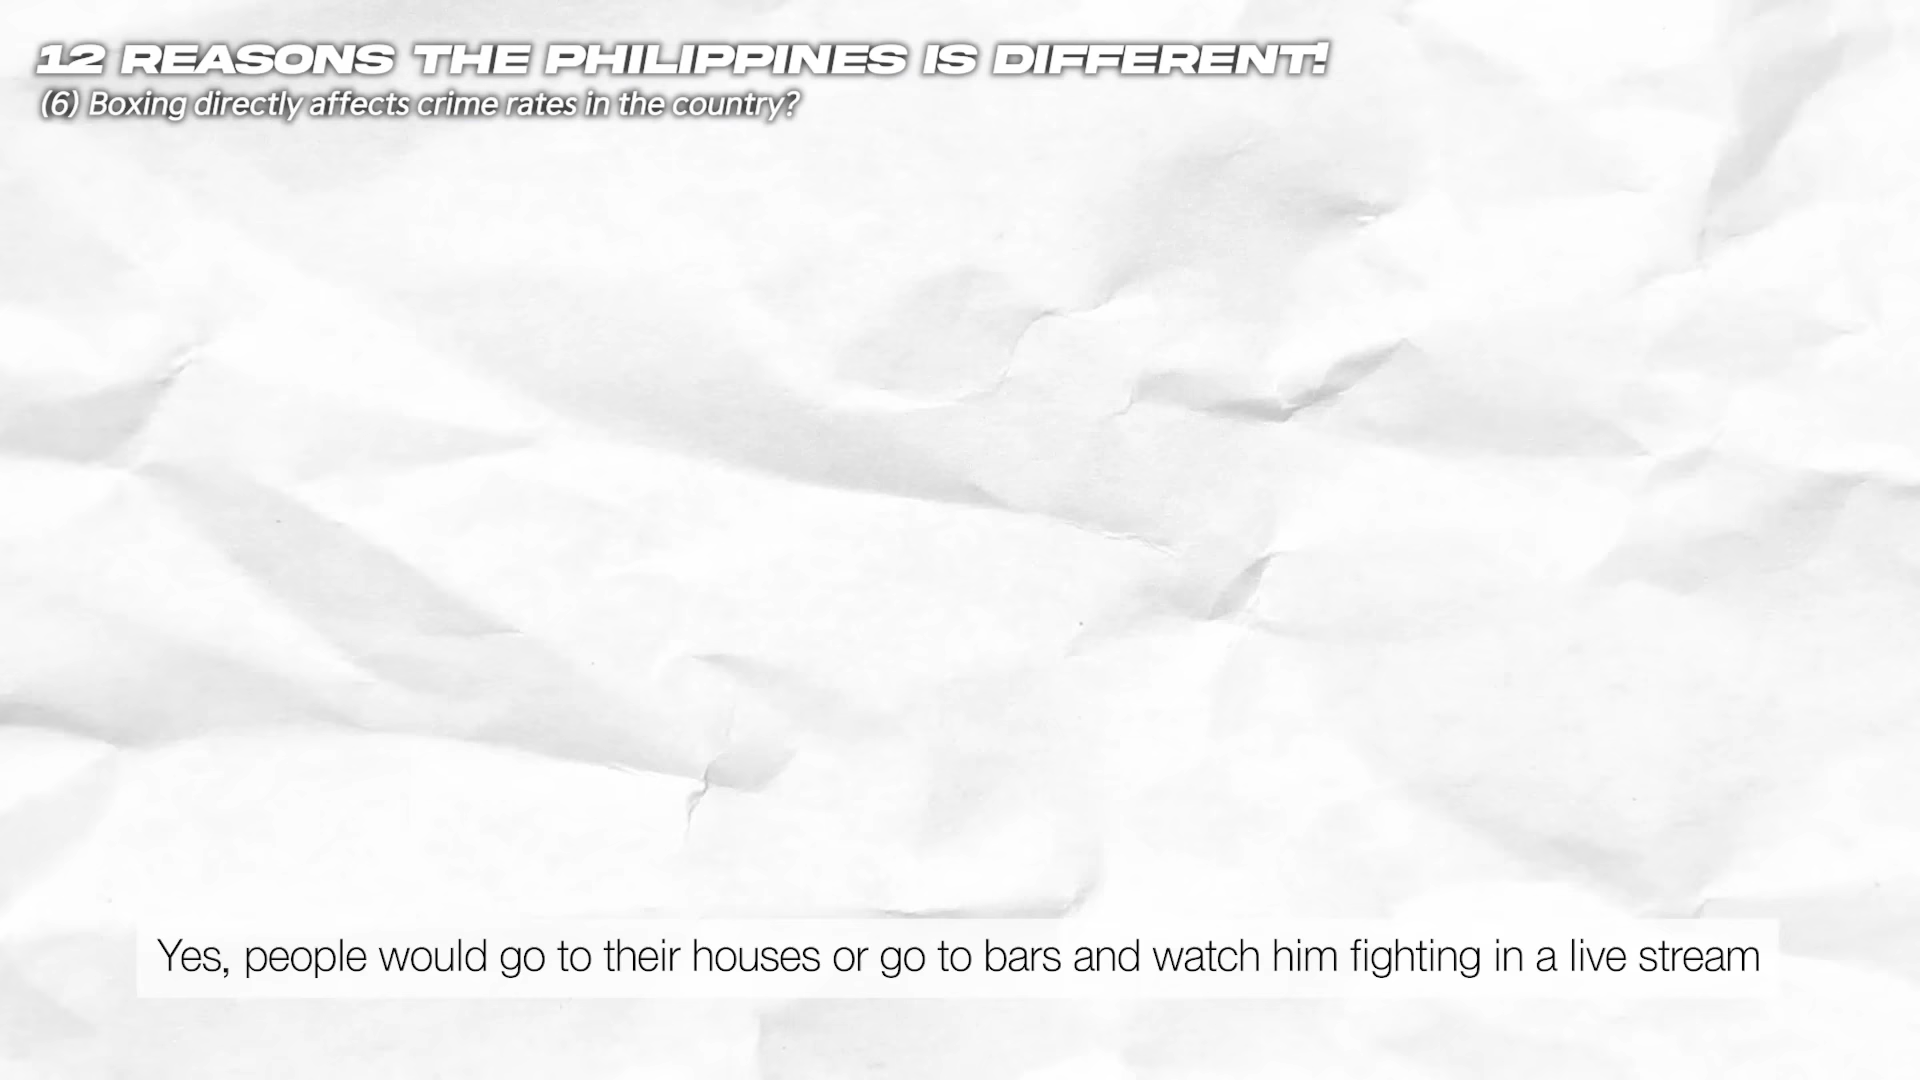 12 REASONS THE PHILIPPINES IS DIFFERENT!
(6) Boxing directly affects crime rates in the country?
Yes, people would go to their houses or go to bars and watch him fighting in a live stream